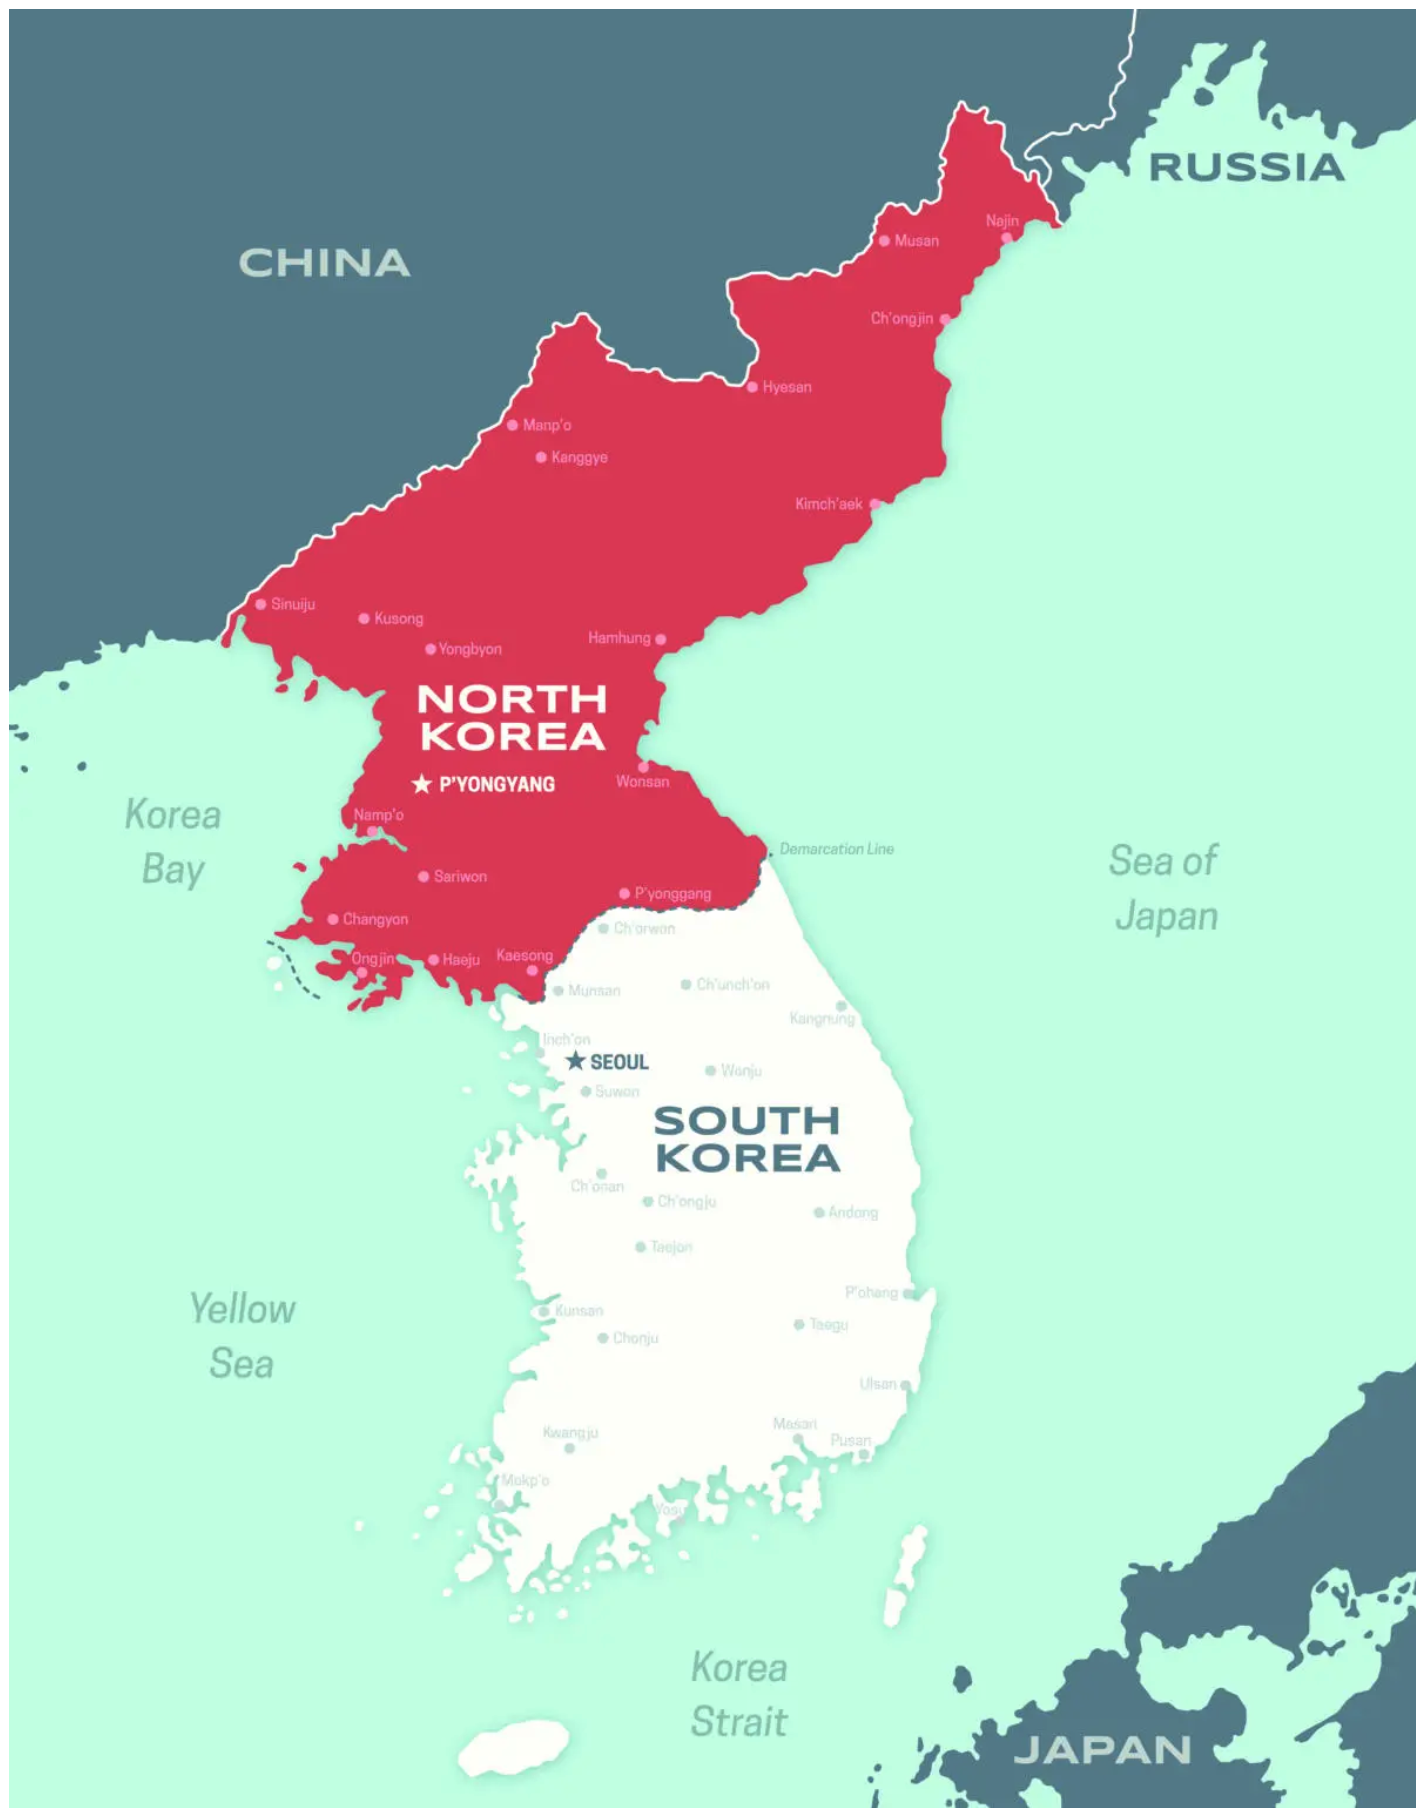 RUSSIA
CHINA
Najin
Musan
Ch'ongjin
Hyesan
Manp'o
Kanggye
Kimch'aek
Sinuiju
Kusong
Hamhung
Yongbyon
NORTH
KOREA
P'YONGYANG
Wonsan
Korea
Bay
Namp'o
Demarcation Line
Sea of
Japan
Sariwon
P'yonggang
Changyon
Ch'orwon
Ongjin
Haeju
Kaesong
Munsan
Ch'unch'on
Kangnung
Inch'on
SEOUL
Wonju
Suwon
SOUTH
KOREA
Ch'onan
Ch'ongju
Andong
Taejon
P'ohang
Yellow
Sea
Kunsan
Taegu
Chonju
Ulsan
Masan
Kwangju
Pusan
Mokp'o
Yosu
Korea
Strait
JAPAN